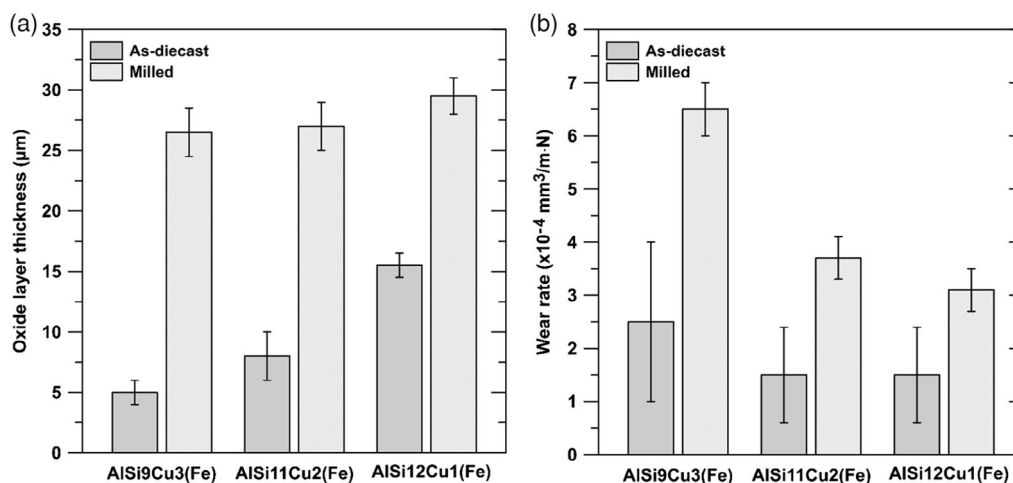 (a)
As-diecast
Milled
Oxide layer thickness (µm)
35
30
25
20
15
10
5
0
AlSi9Cu3(Fe)
AlSi11Cu2(Fe)
AlSi12Cu1(Fe)
(b)
As-diecast
Milled
Wear rate (x10⁻⁴ mm³/m·N)
8
7
6
5
4
3
2
1
0
AlSi9Cu3(Fe)
AlSi11Cu2(Fe)
AlSi12Cu1(Fe)